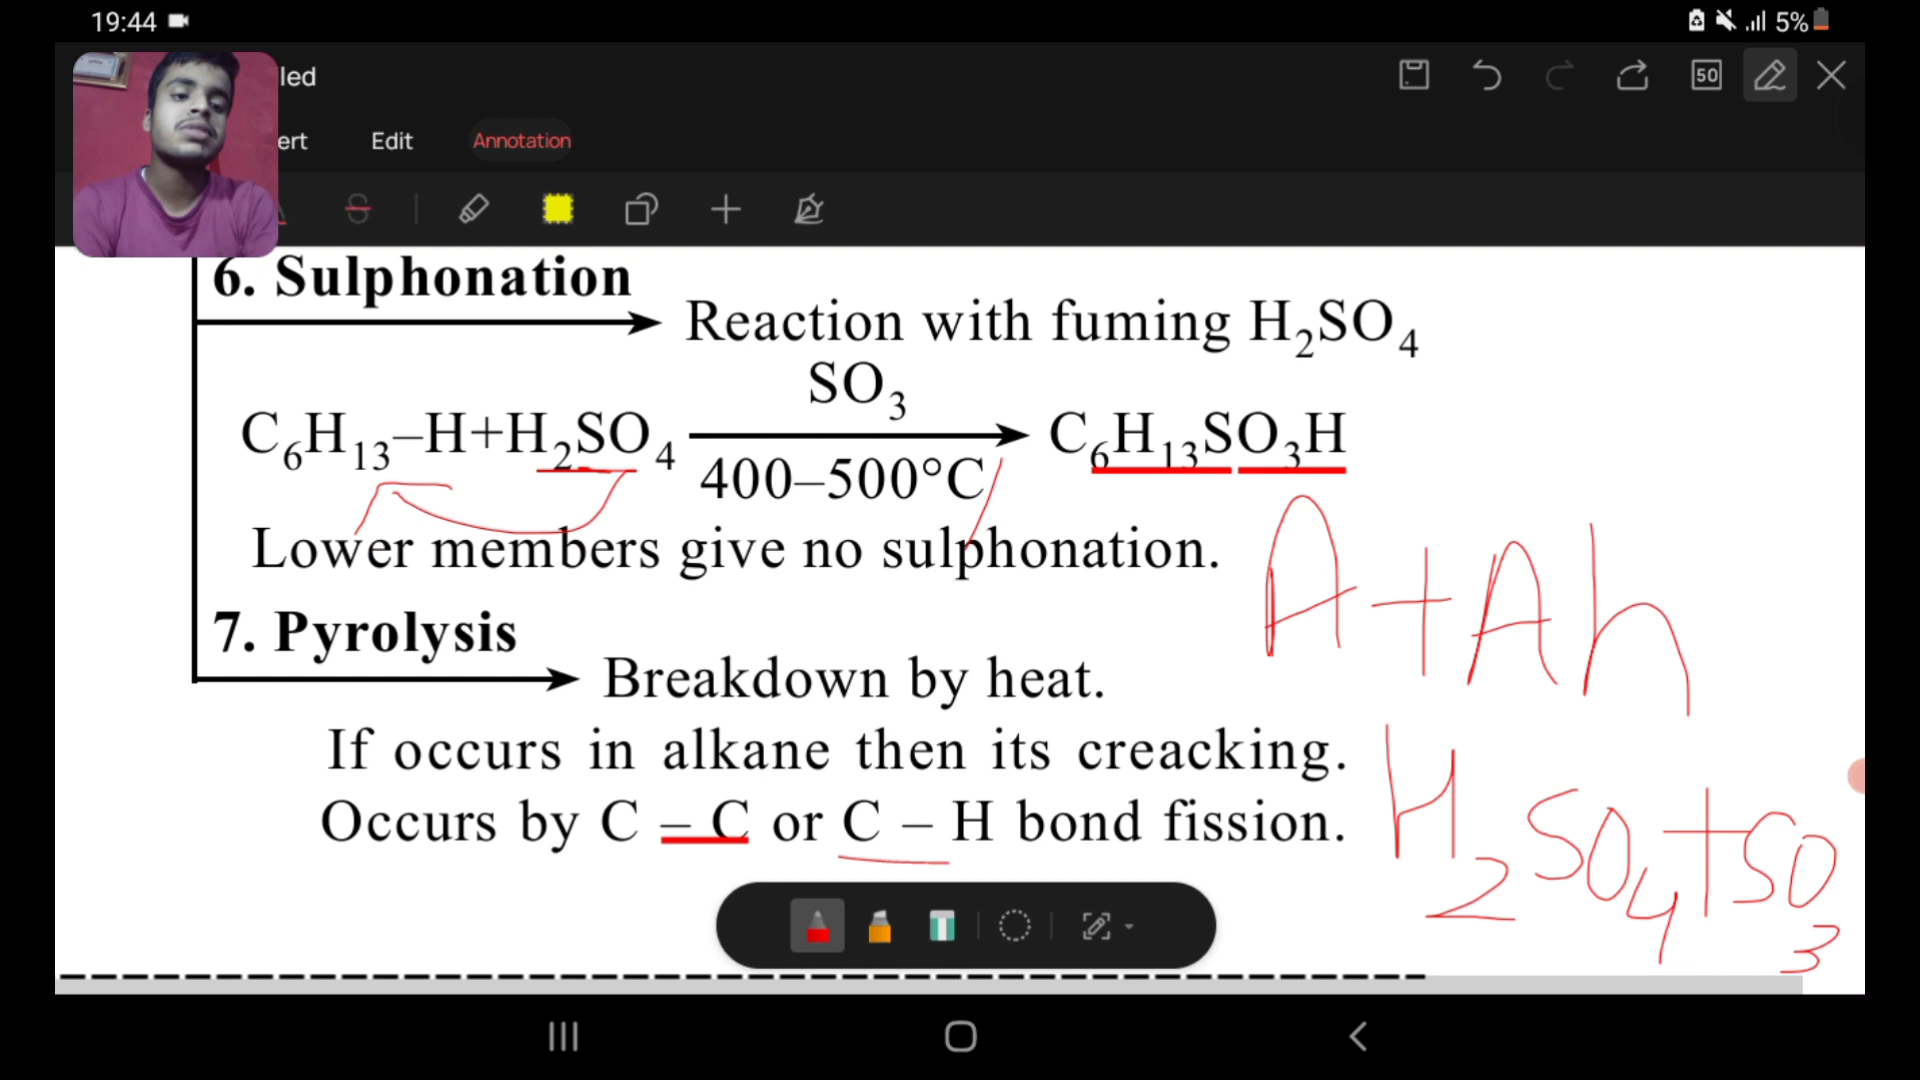 19:44 5%
led
50
ert Edit Annotation
6. Sulphonation
Reaction with fuming H₂SO₄
SO₃
C₆H₁₃–H+H₂SO₄ C₆H₁₃SO₃H
400–500°C
Lower members give no sulphonation.
A+Ah
7. Pyrolysis
Breakdown by heat.
If occurs in alkane then its creacking.
Occurs by C – C or C – H bond fission.
H₂SO₄+SO₃